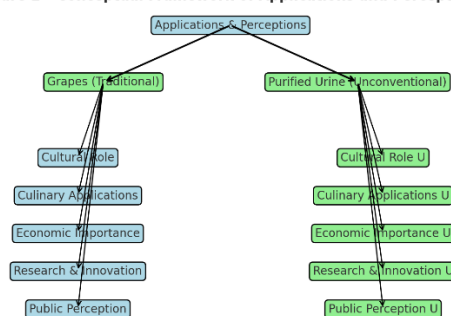 Applications & Perceptions
Grapes (Traditional)
Purified Urine (Unconventional)
Cultural Role
Cultural Role U
Culinary Applications
Culinary Applications U
Economic Importance
Economic Importance U
Research & Innovation
Research & Innovation U
Public Perception
Public Perception U